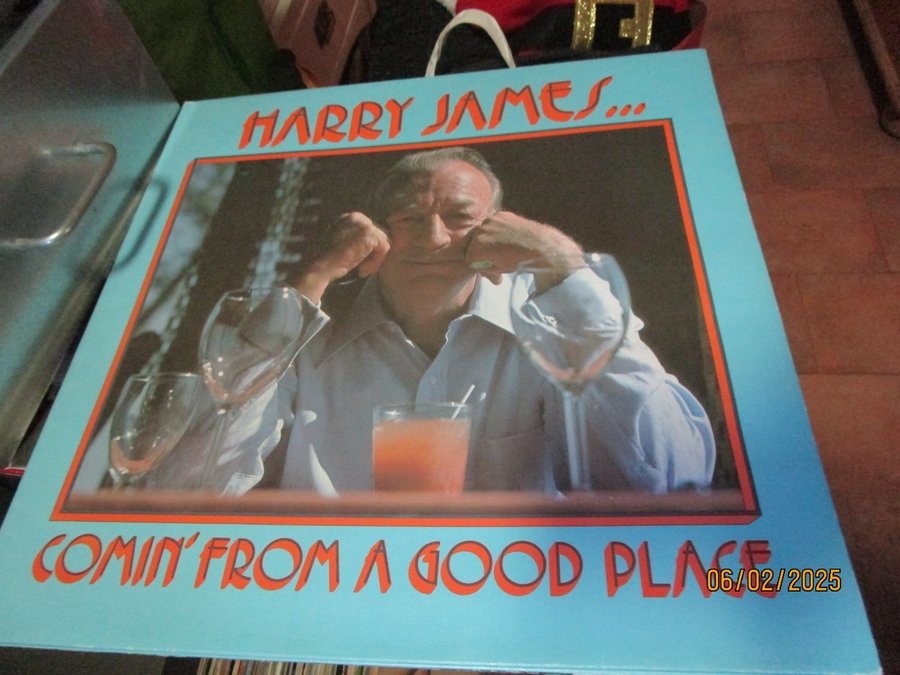 HARRY JAMES...
COMIN' FROM A GOOD PLACE
06/02/2025